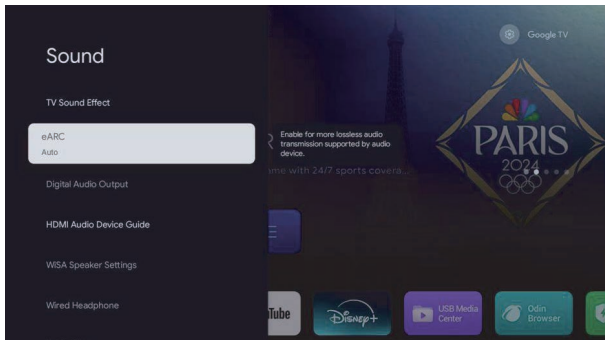 Google TV
Sound
TV Sound Effect
eARC
Auto
Enable for more lossless audio
transmission supported by audio
device.
PARIS
2024
me with 24/7 sports covera...
Digital Audio Output
HDMI Audio Device Guide
WISA Speaker Settings
Wired Headphone
Tube
Disney+
USB Media
Center
Odin
Browser